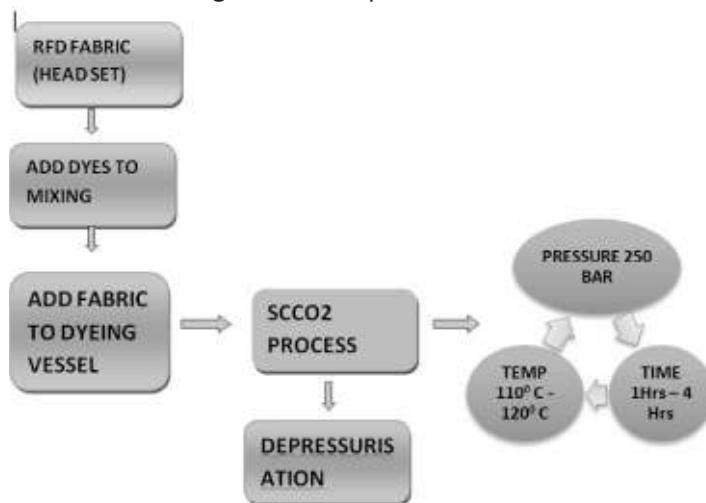 RFD FABRIC
(HEAD SET)
ADD DYES TO
MIXING
ADD FABRIC
TO DYEING
VESSEL
SCCO2
PROCESS
DEPRESSURIS
ATION
PRESSURE 250
BAR
TIME
1Hrs – 4
Hrs
TEMP
110⁰ C -
120⁰ C